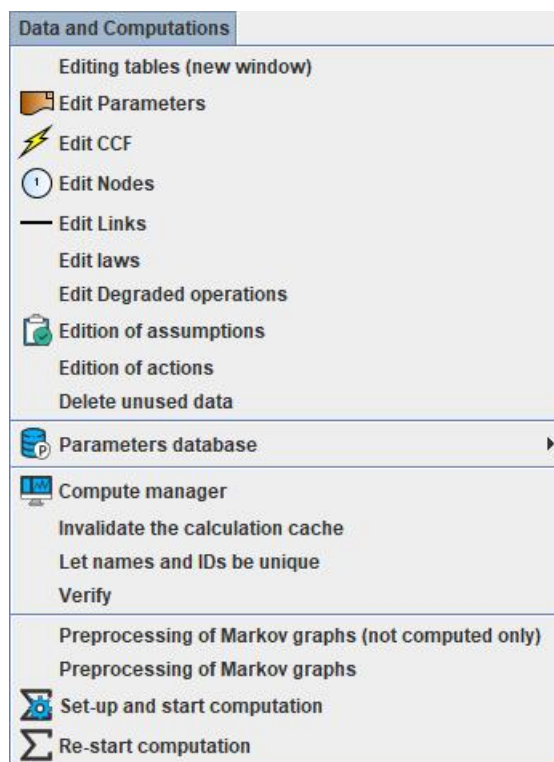 Data and Computations
Editing tables (new window)
Edit Parameters
Edit CCF
1
Edit Nodes
Edit Links
Edit laws
Edit Degraded operations
Edition of assumptions
Edition of actions
Delete unused data
P
Parameters database
Compute manager
Invalidate the calculation cache
Let names and IDs be unique
Verify
Preprocessing of Markov graphs (not computed only)
Preprocessing of Markov graphs
Set-up and start computation
Re-start computation